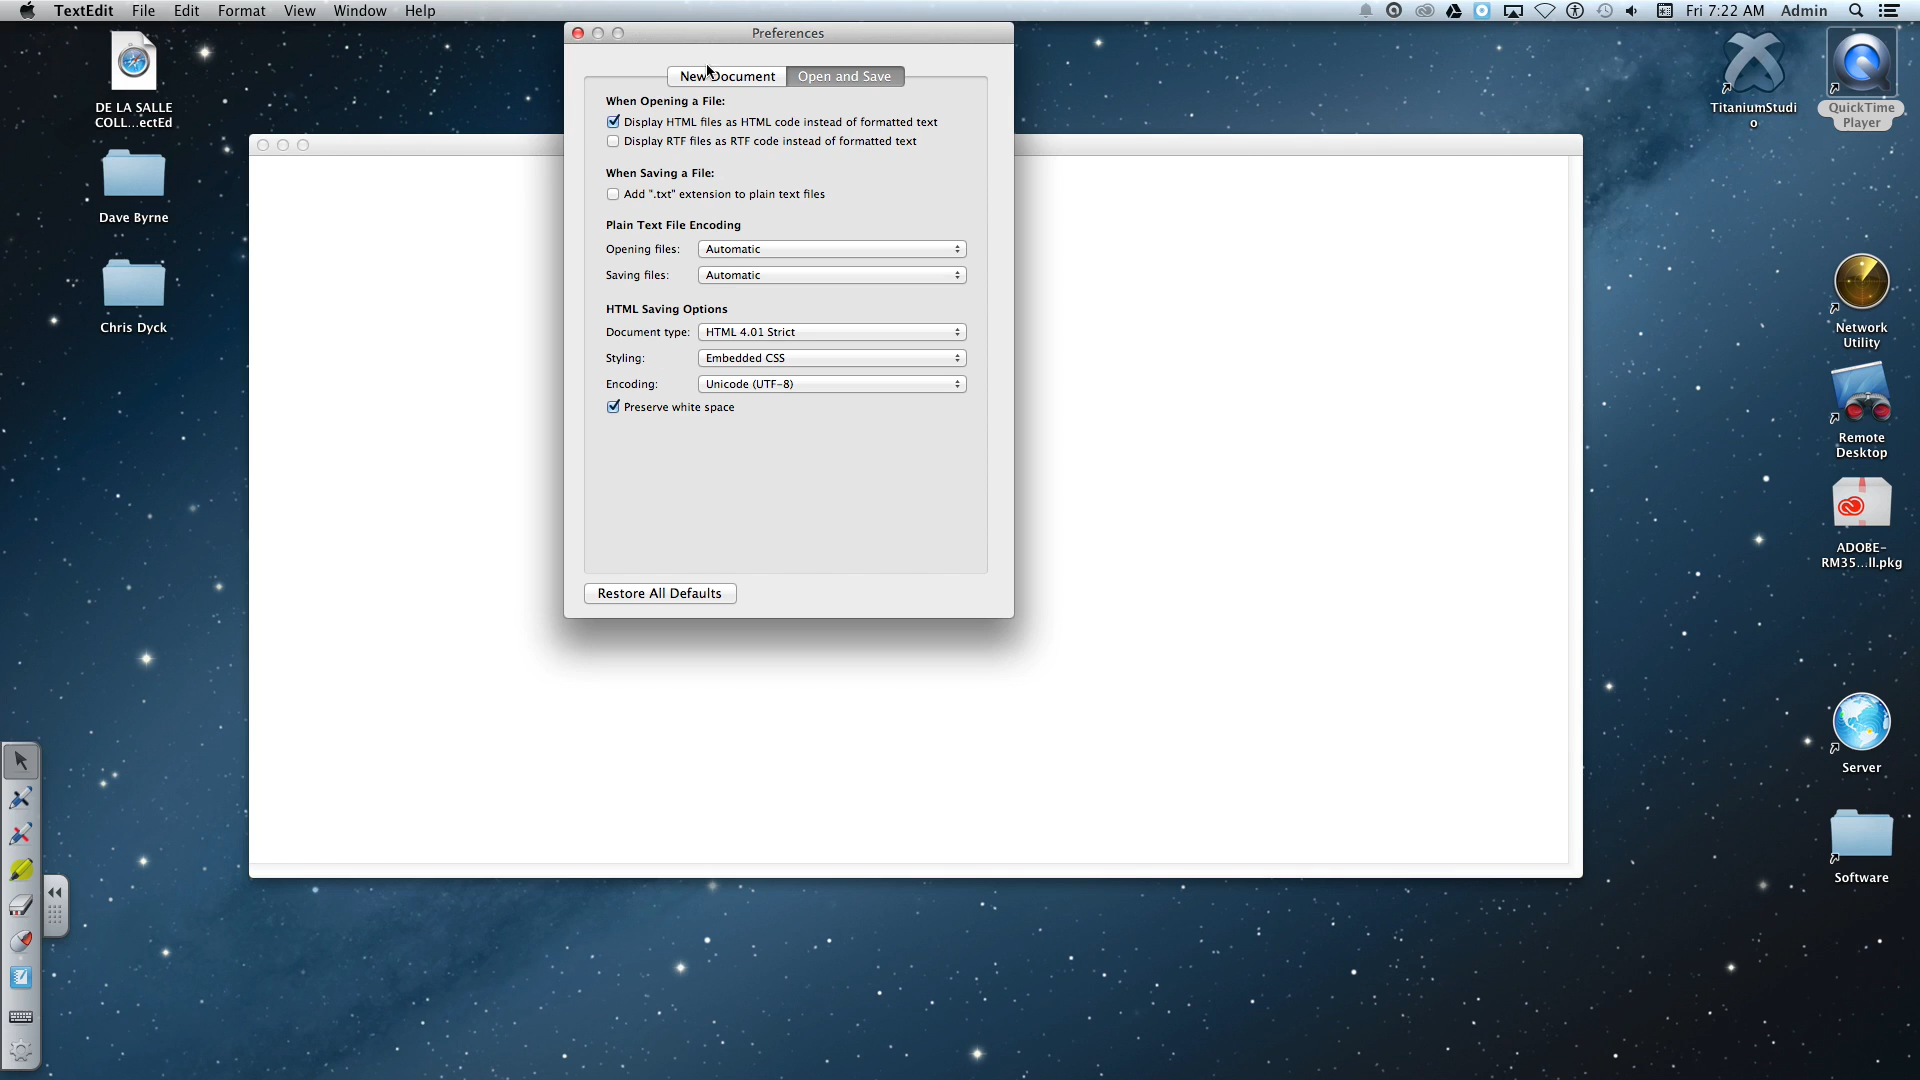 TextEdit File Edit Format View Window Help
Fri 7:22 AM Admin
Preferences
New Document Open and Save
When Opening a File:
Display HTML files as HTML code instead of formatted text
Display RTF files as RTF code instead of formatted text
When Saving a File:
Add ".txt" extension to plain text files
Plain Text File Encoding
Opening files: Automatic
Saving files: Automatic
HTML Saving Options
Document type: HTML 4.01 Strict
Styling: Embedded CSS
Encoding: Unicode (UTF-8)
Preserve white space
Restore All Defaults
DE LA SALLE
COLL...ectEd
Dave Byrne
Chris Dyck
TitaniumStudi
o
QuickTime
Player
Network
Utility
Remote
Desktop
ADOBE-
RM35...ll.pkg
Server
Software